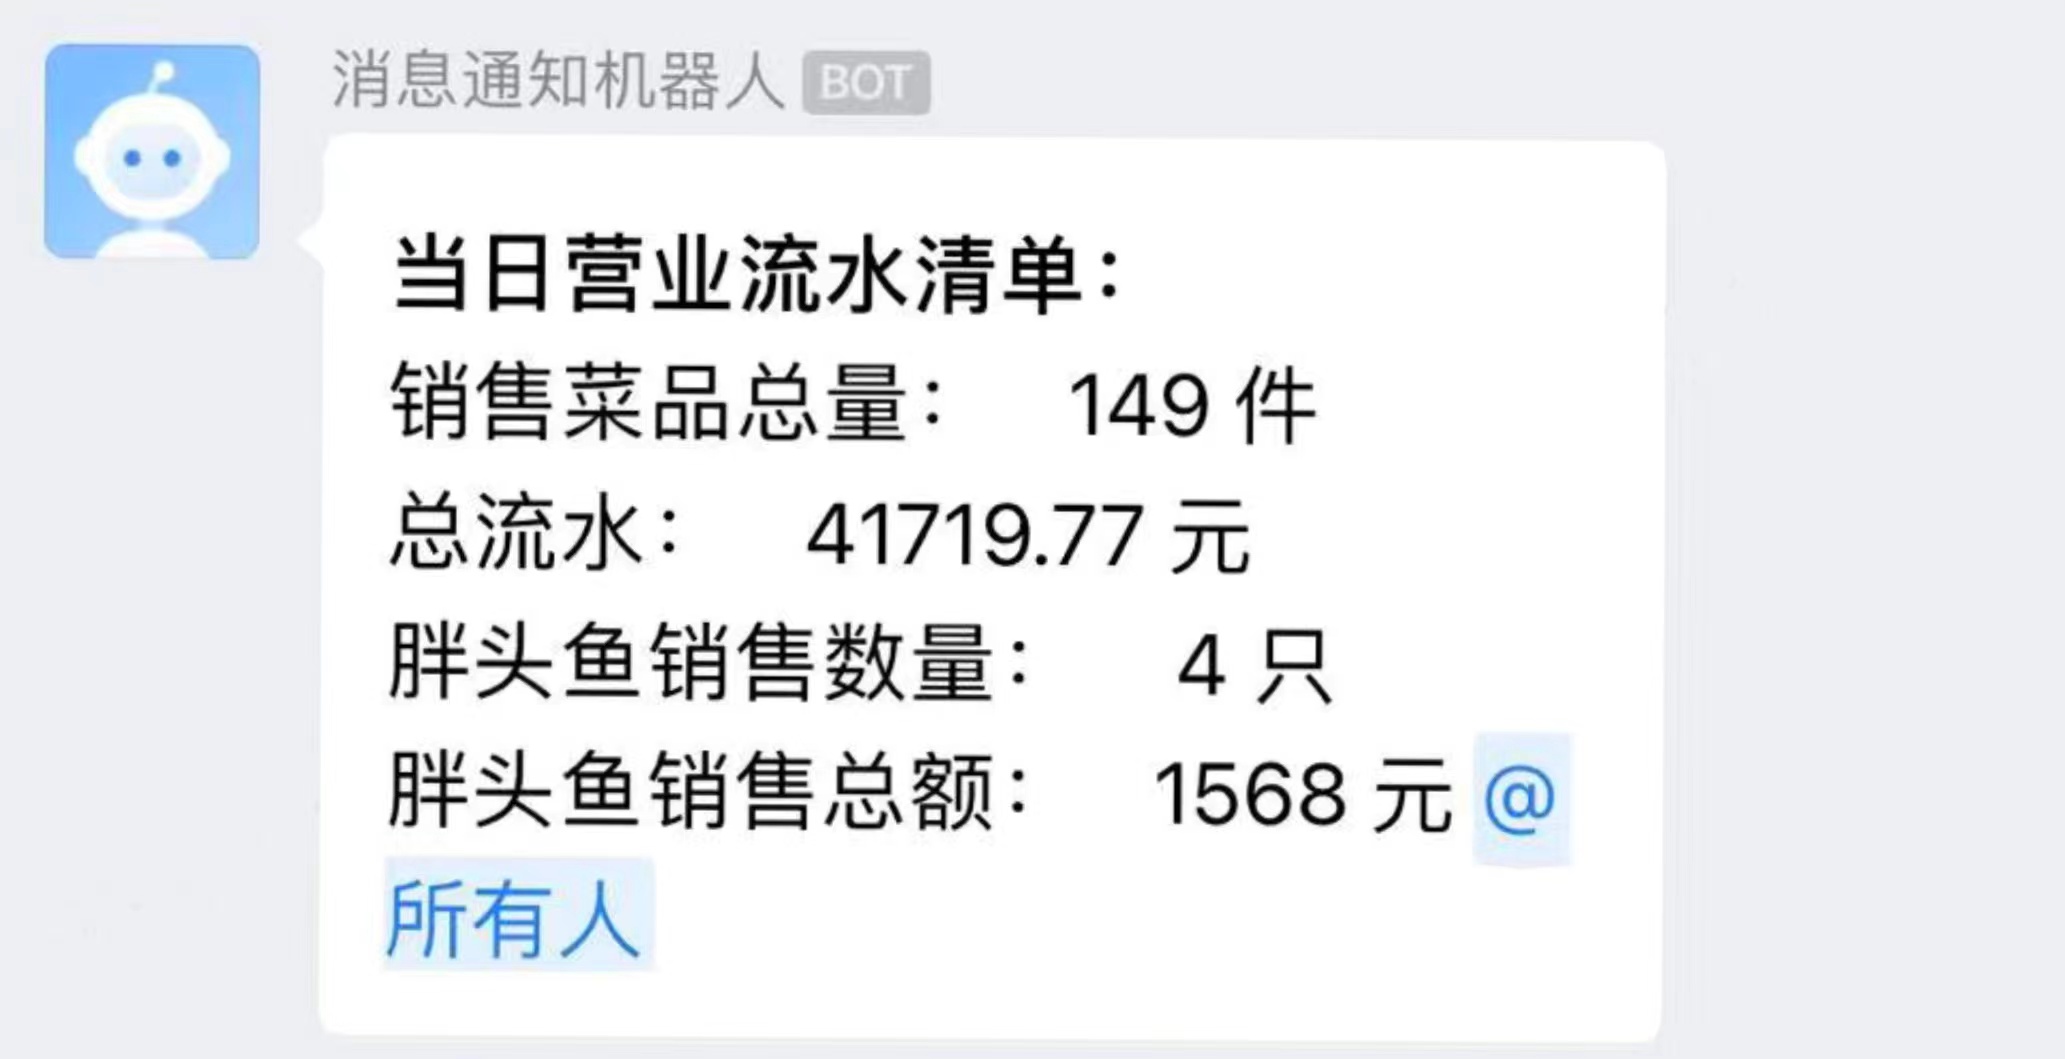 消息通知机器人 BOT
当日营业流水清单：
销售菜品总量： 149 件
总流水： 41719.77 元
胖头鱼销售数量： 4 只
胖头鱼销售总额： 1568 元 @
所有人